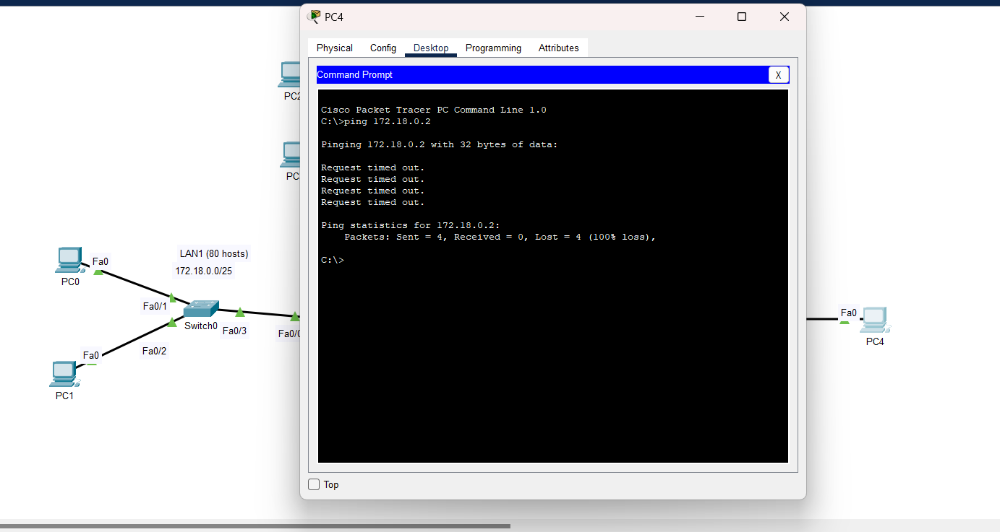 PC4
Physical Config Desktop Programming Attributes
Command Prompt X
Cisco Packet Tracer PC Command Line 1.0
C:\>ping 172.18.0.2
Pinging 172.18.0.2 with 32 bytes of data:
Request timed out.
Request timed out.
Request timed out.
Request timed out.
Ping statistics for 172.18.0.2:
Packets: Sent = 4, Received = 0, Lost = 4 (100% loss),
C:\>
Top
PC2
PC
LAN1 (80 hosts)
172.18.0.0/25
Fa0
PC0
Fa0/1
Switch0
Fa0/3
Fa0/0
Fa0/2
Fa0
PC1
Fa0
PC4